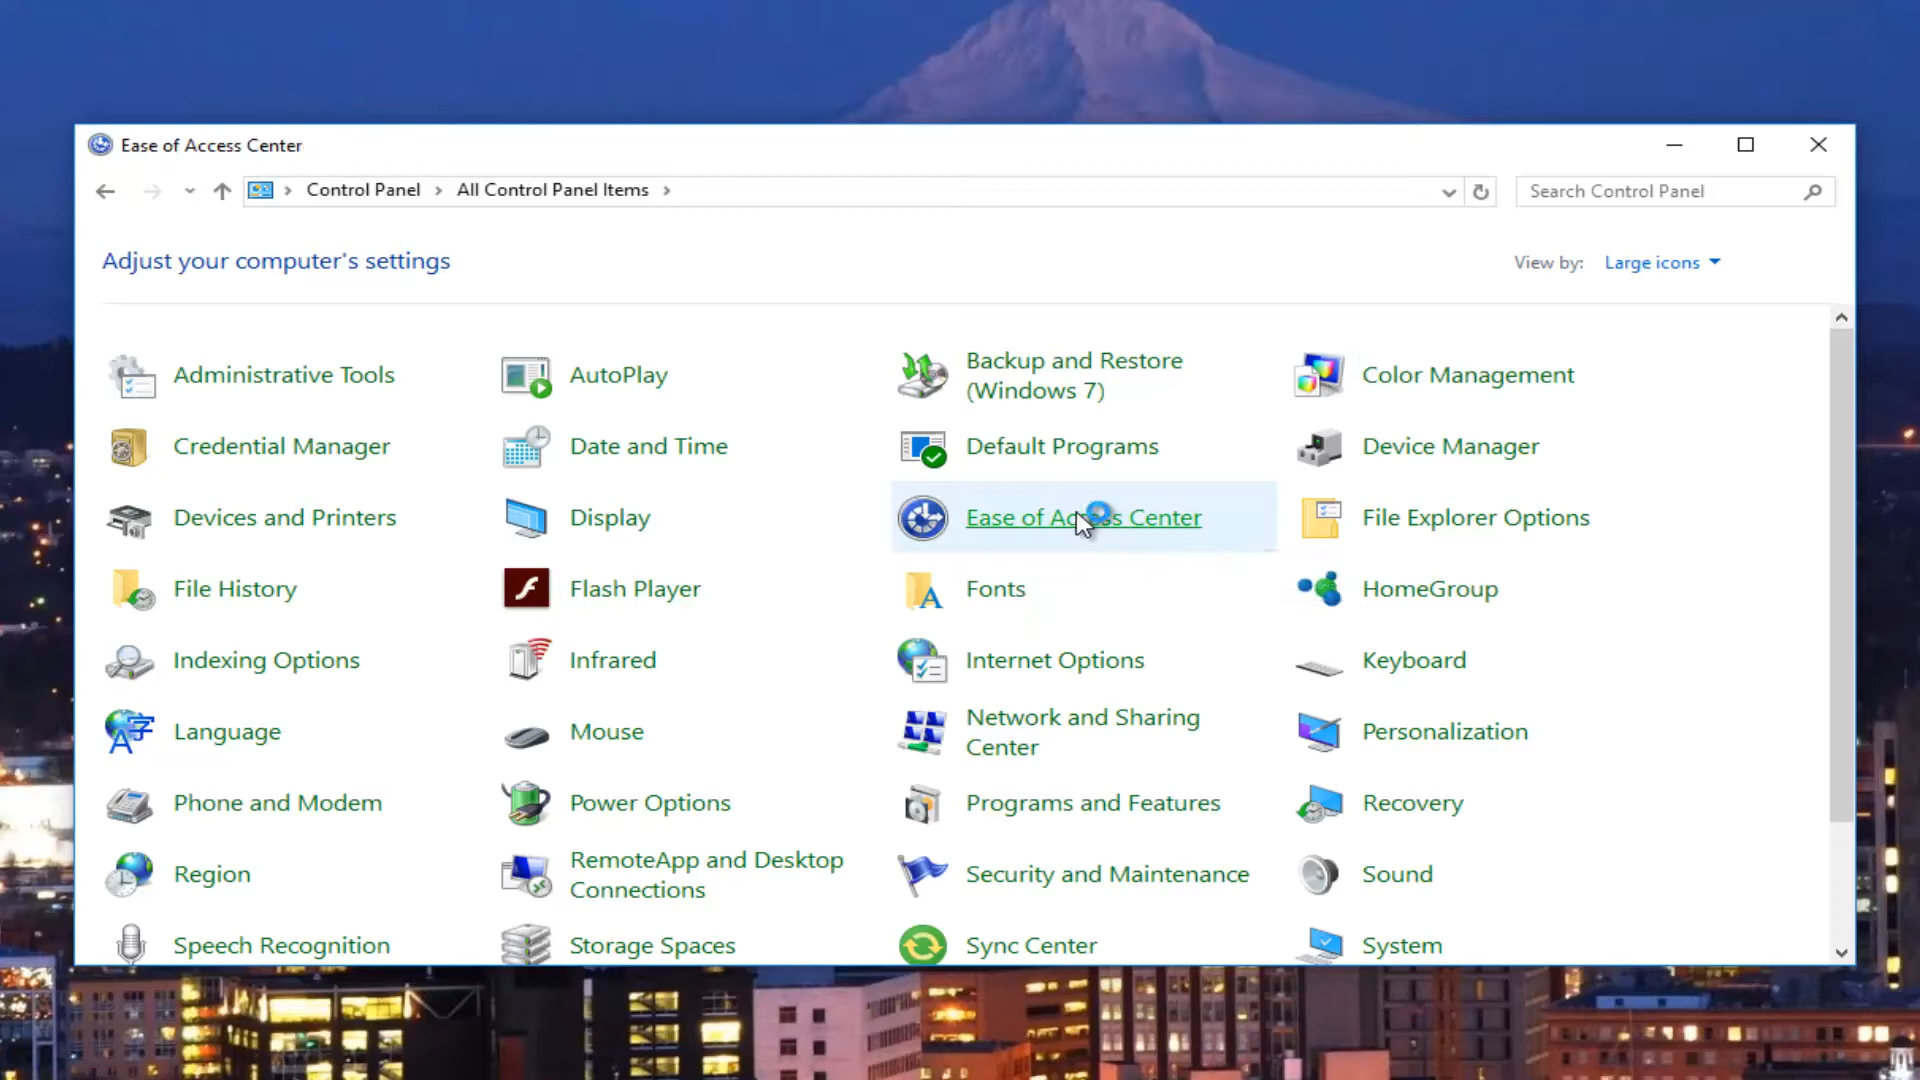 Ease of Access Center
Control Panel > All Control Panel Items >
Search Control Panel
Adjust your computer's settings
View by: Large icons
Administrative Tools
AutoPlay
Backup and Restore
(Windows 7)
Color Management
Credential Manager
Date and Time
Default Programs
Device Manager
Devices and Printers
Display
Ease of Access Center
File Explorer Options
File History
Flash Player
Fonts
HomeGroup
Indexing Options
Infrared
Internet Options
Keyboard
Language
Mouse
Network and Sharing
Center
Personalization
Phone and Modem
Power Options
Programs and Features
Recovery
Region
RemoteApp and Desktop
Connections
Security and Maintenance
Sound
Speech Recognition
Storage Spaces
Sync Center
System